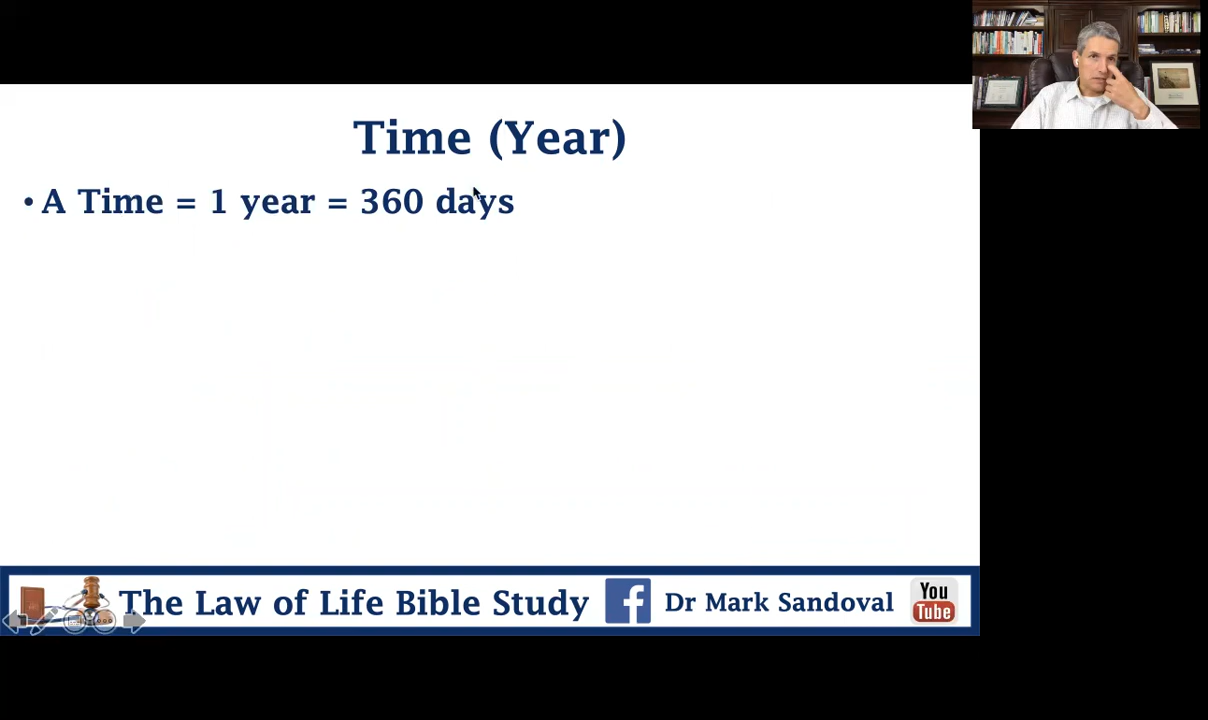 Time (Year)
• A Time = 1 year = 360 days
The Law of Life Bible Study
f
Dr Mark Sandoval
You
Tube